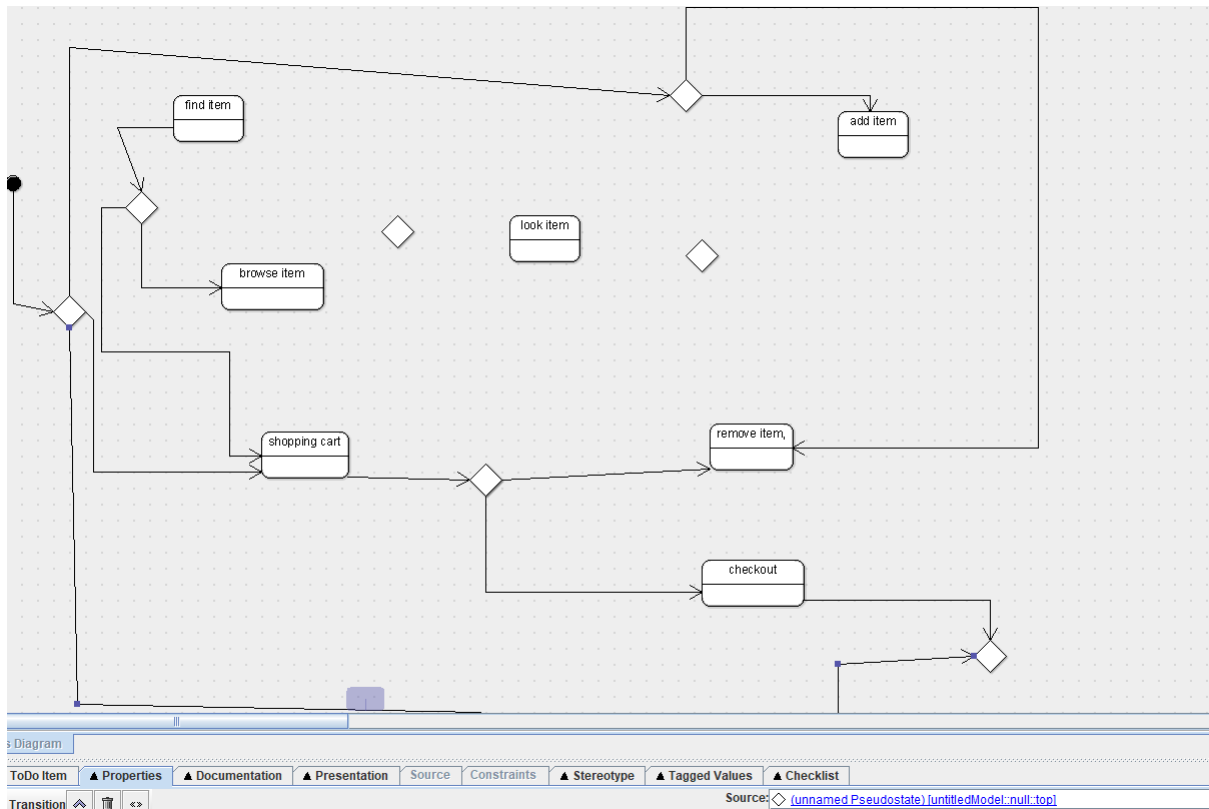 find item
add item
look item
browse item
shopping cart
remove item,
checkout
s Diagram
ToDo Item
▲ Properties
▲ Documentation
▲ Presentation
Source
Constraints
▲ Stereotype
▲ Tagged Values
▲ Checklist
Transition
Source:
(unnamed Pseudostate) [untitledModel::null::top]